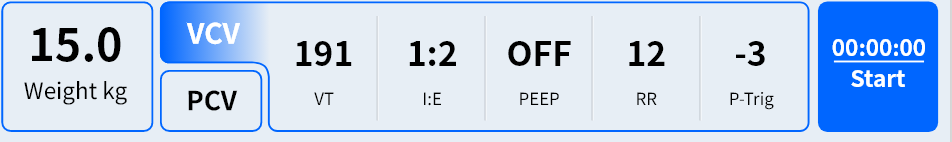 15.0
Weight kg
VCV
PCV
191
VT
1:2
I:E
OFF
PEEP
12
RR
-3
P-Trig
00:00:00
Start